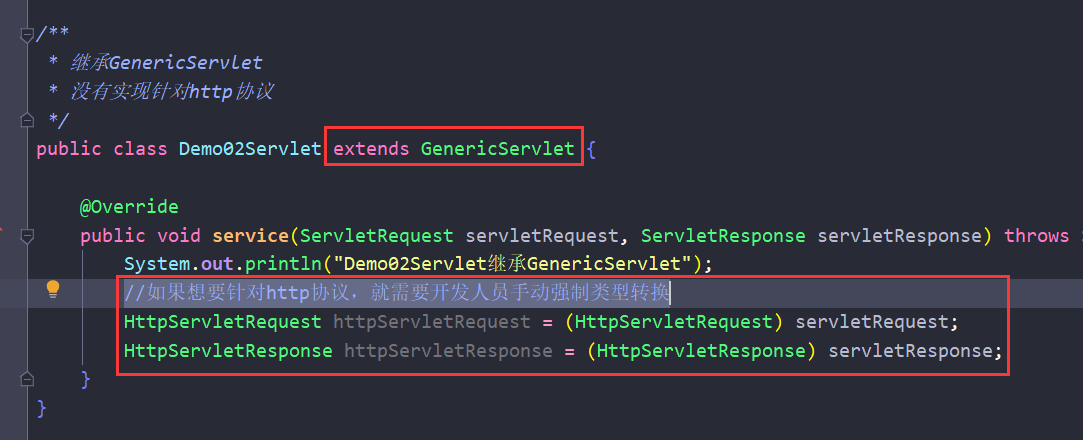 /**
* 继承GenericServlet
* 没有实现针对http协议
*/
public class Demo02Servlet extends GenericServlet {
@Override
public void service(ServletRequest servletRequest, ServletResponse servletResponse) throws
System.out.println("Demo02Servlet继承GenericServlet");
//如果想要针对http协议，就需要开发人员手动强制类型转换
HttpServletRequest httpServletRequest = (HttpServletRequest) servletRequest;
HttpServletResponse httpServletResponse = (HttpServletResponse) servletResponse;
}
}